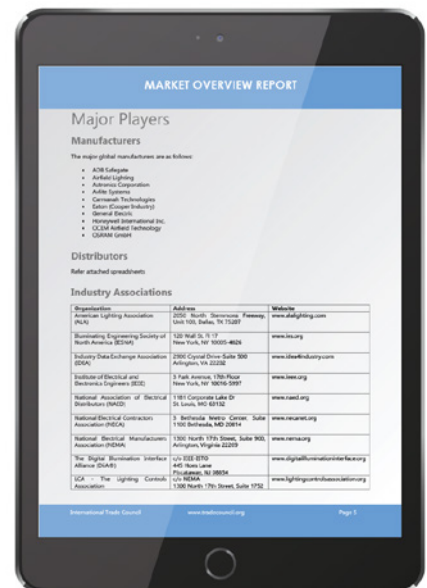 MARKET OVERVIEW REPORT
Major Players
Manufacturers
The major global manufacturers are as follows:
• ADB Safegate
• Airfield Lighting
• Astronics Corporation
• Avlite Systems
• Carmanah Technologies
• Eaton (Cooper Industry)
• General Electric
• Honeywell International Inc.
• OCEM Airfield Technology
• OSRAM GmbH
Distributors
Refer attached spreadsheets
Industry Associations
Organization Address Website
American Lighting Association 2050 North Stemmons Freeway, www.alalighting.com
(ALA) Unit 100, Dallas, TX 75207
Illuminating Engineering Society of 120 Wall St. Fl 17 www.ies.org
North America (IESNA) New York, NY 10005-4026
Industry Data Exchange Association 2900 Crystal Drive-Suite 500 www.idea4industry.com
(IDEA) Arlington, VA 22202
Institute of Electrical and 3 Park Avenue, 17th Floor www.ieee.org
Electronics Engineers (IEEE) New York, NY 10016-5997
National Association of Electrical 1181 Corporate Lake Dr www.naed.org
Distributors (NAED) St. Louis, MO 63132
National Electrical Contractors 3 Bethesda Metro Center, Suite www.necanet.org
Association (NECA) 1100 Bethesda, MD 20814
National Electrical Manufacturers 1300 North 17th Street, Suite 900, www.nema.org
Association (NEMA) Arlington, Virginia 22209
The Digital Illumination Interface c/o IEEE-ISTO www.digitalilluminationinterface.org
Alliance (DiiA®) 445 Hoes Lane
Piscataway, NJ 08854
LCA - The Lighting Controls c/o NEMA www.lightingcontrolsassociation.org
Association 1300 North 17th Street, Suite 1752
International Trade Council www.tradecouncil.org Page 5